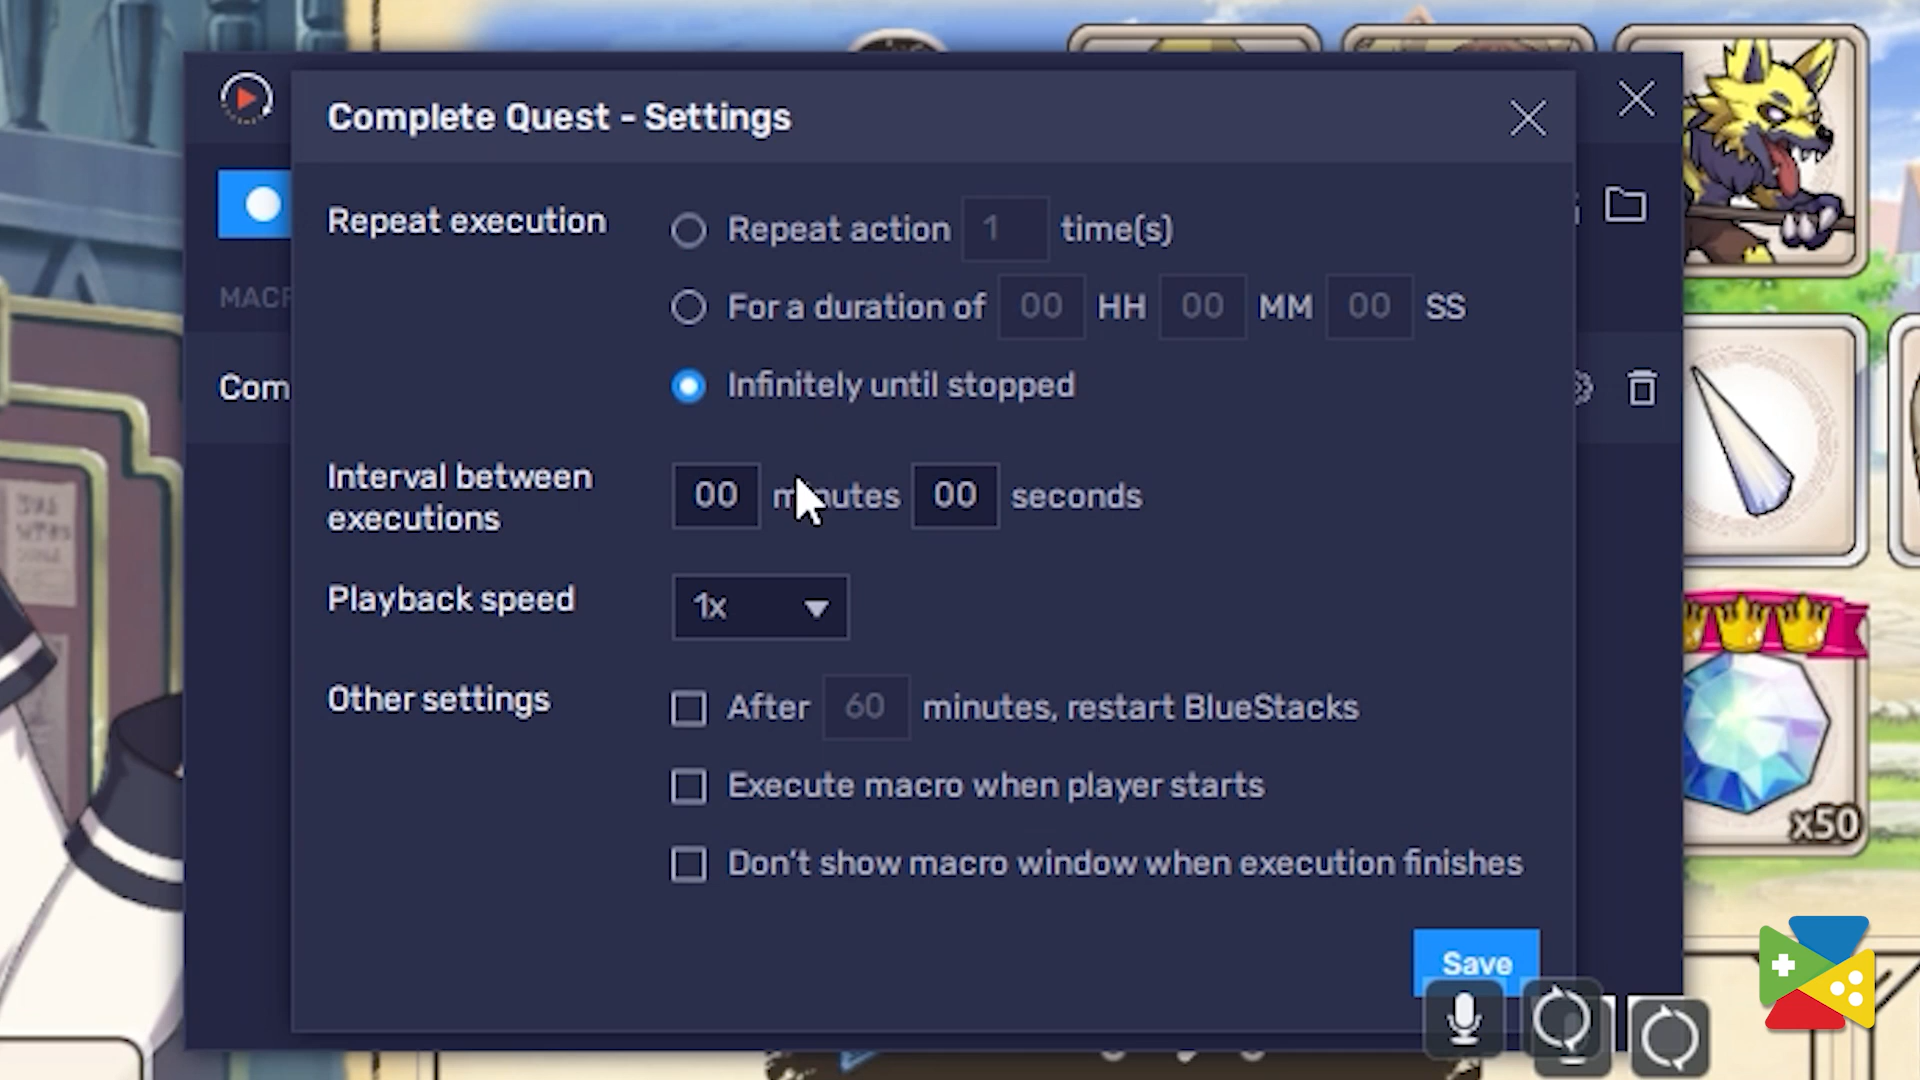 Complete Quest - Settings
Repeat execution
Repeat action 1 time(s)
For a duration of 00 HH 00 MM 00 SS
Infinitely until stopped
Interval between
executions
00 minutes 00 seconds
Playback speed
1x
Other settings
After 60 minutes, restart BlueStacks
Execute macro when player starts
Don't show macro window when execution finishes
Save
MACR
Com
x50